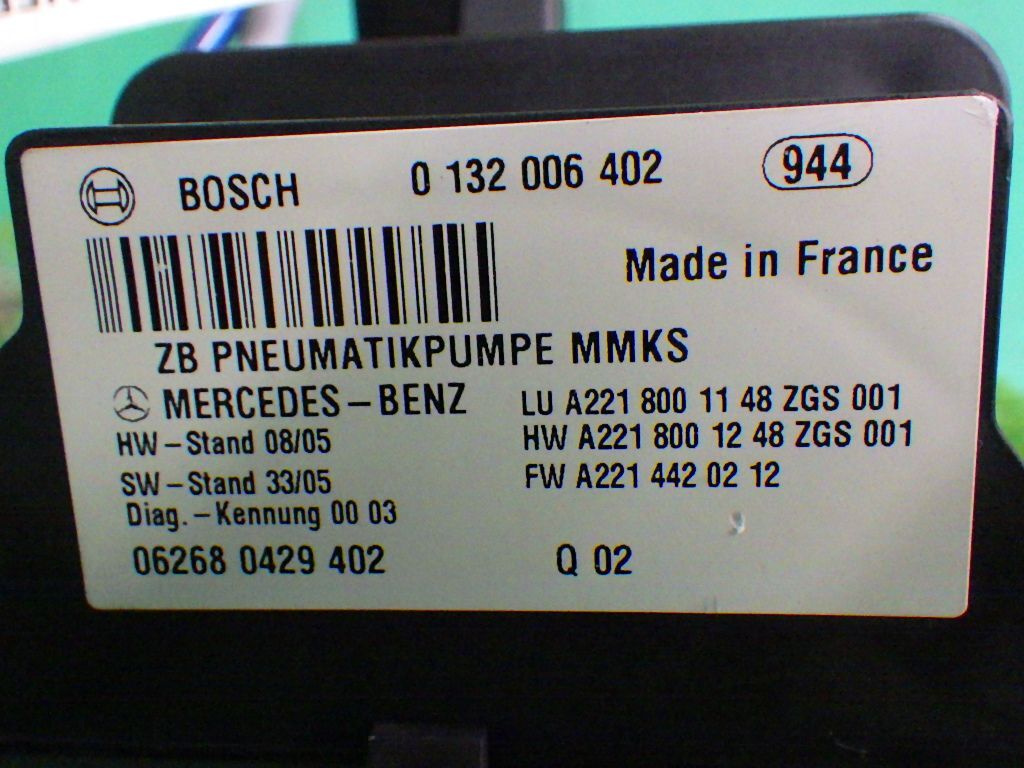 BOSCH 0 132 006 402 944
Made in France
ZB PNEUMATIKPUMPE MMKS
MERCEDES-BENZ LU A221 800 11 48 ZGS 001
HW-Stand 08/05 HW A221 800 12 48 ZGS 001
SW-Stand 33/05 FW A221 442 02 12
Diag.-Kennung 00 03
06268 0429 402 Q 02